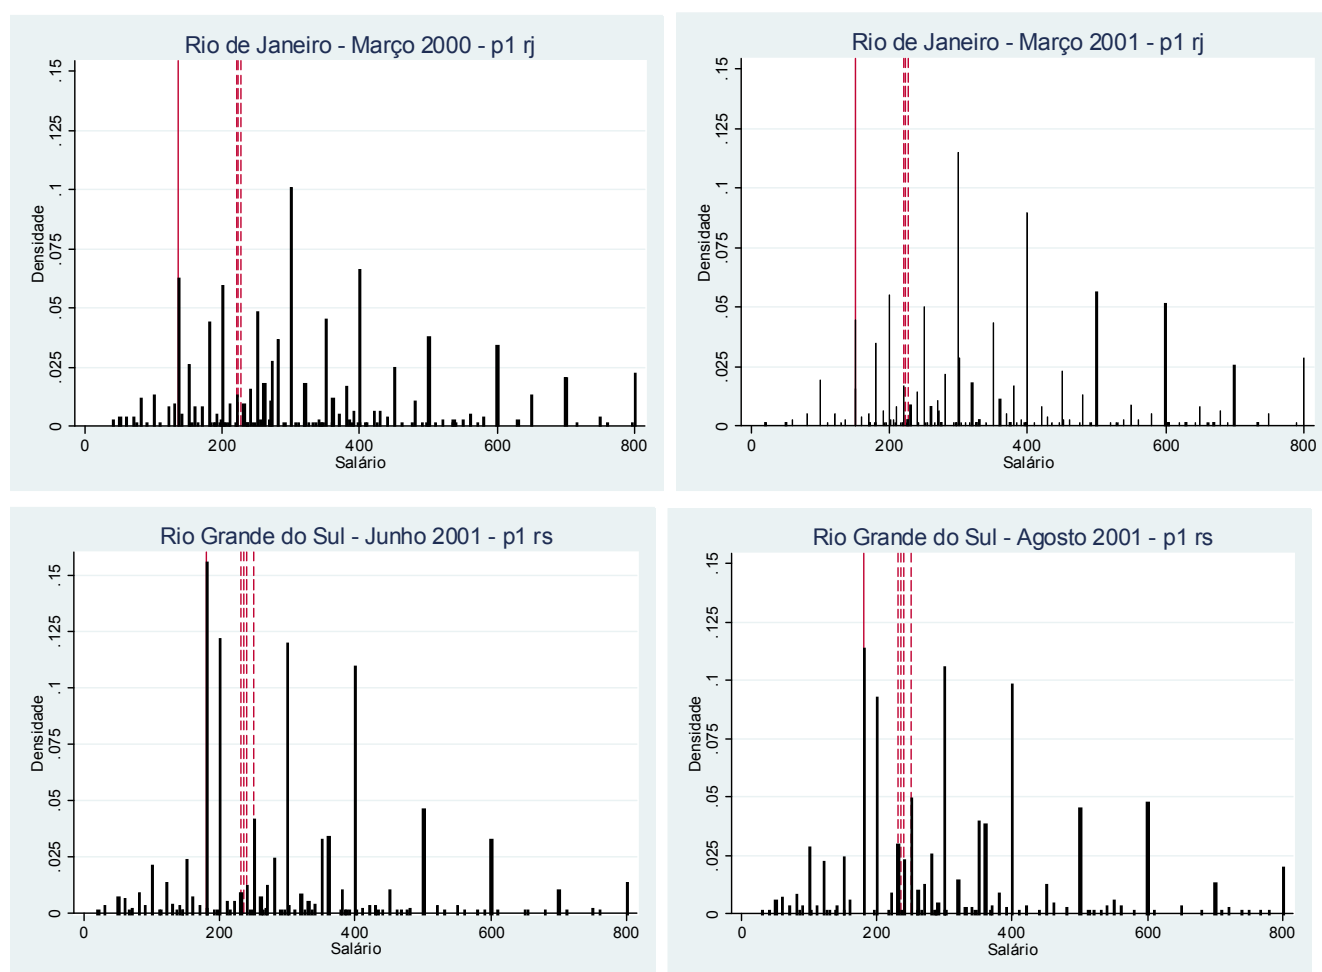 Rio de Janeiro - Março 2000 - p1 rj
Densidade
.15
.125
.1
.075
.05
.025
0
0 200 400 600 800
Salário
Rio de Janeiro - Março 2001 - p1 rj
Densidade
.15
.125
.1
.075
.05
.025
0
0 200 400 600 800
Salário
Rio Grande do Sul - Junho 2001 - p1 rs
Densidade
.15
.125
.1
.075
.05
.025
0
0 200 400 600 800
Salário
Rio Grande do Sul - Agosto 2001 - p1 rs
Densidade
.15
.125
.1
.075
.05
.025
0
0 200 400 600 800
Salário